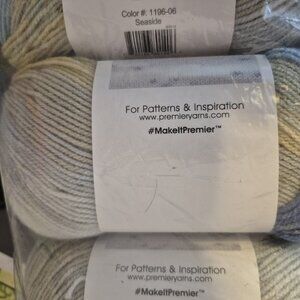 Color #: 1196-06
Seaside
For Patterns & Inspiration
www.premieryarns.com
#MakeItPremier™
For Patterns & Inspiration
www.premieryarns.com
#MakeItPremier™